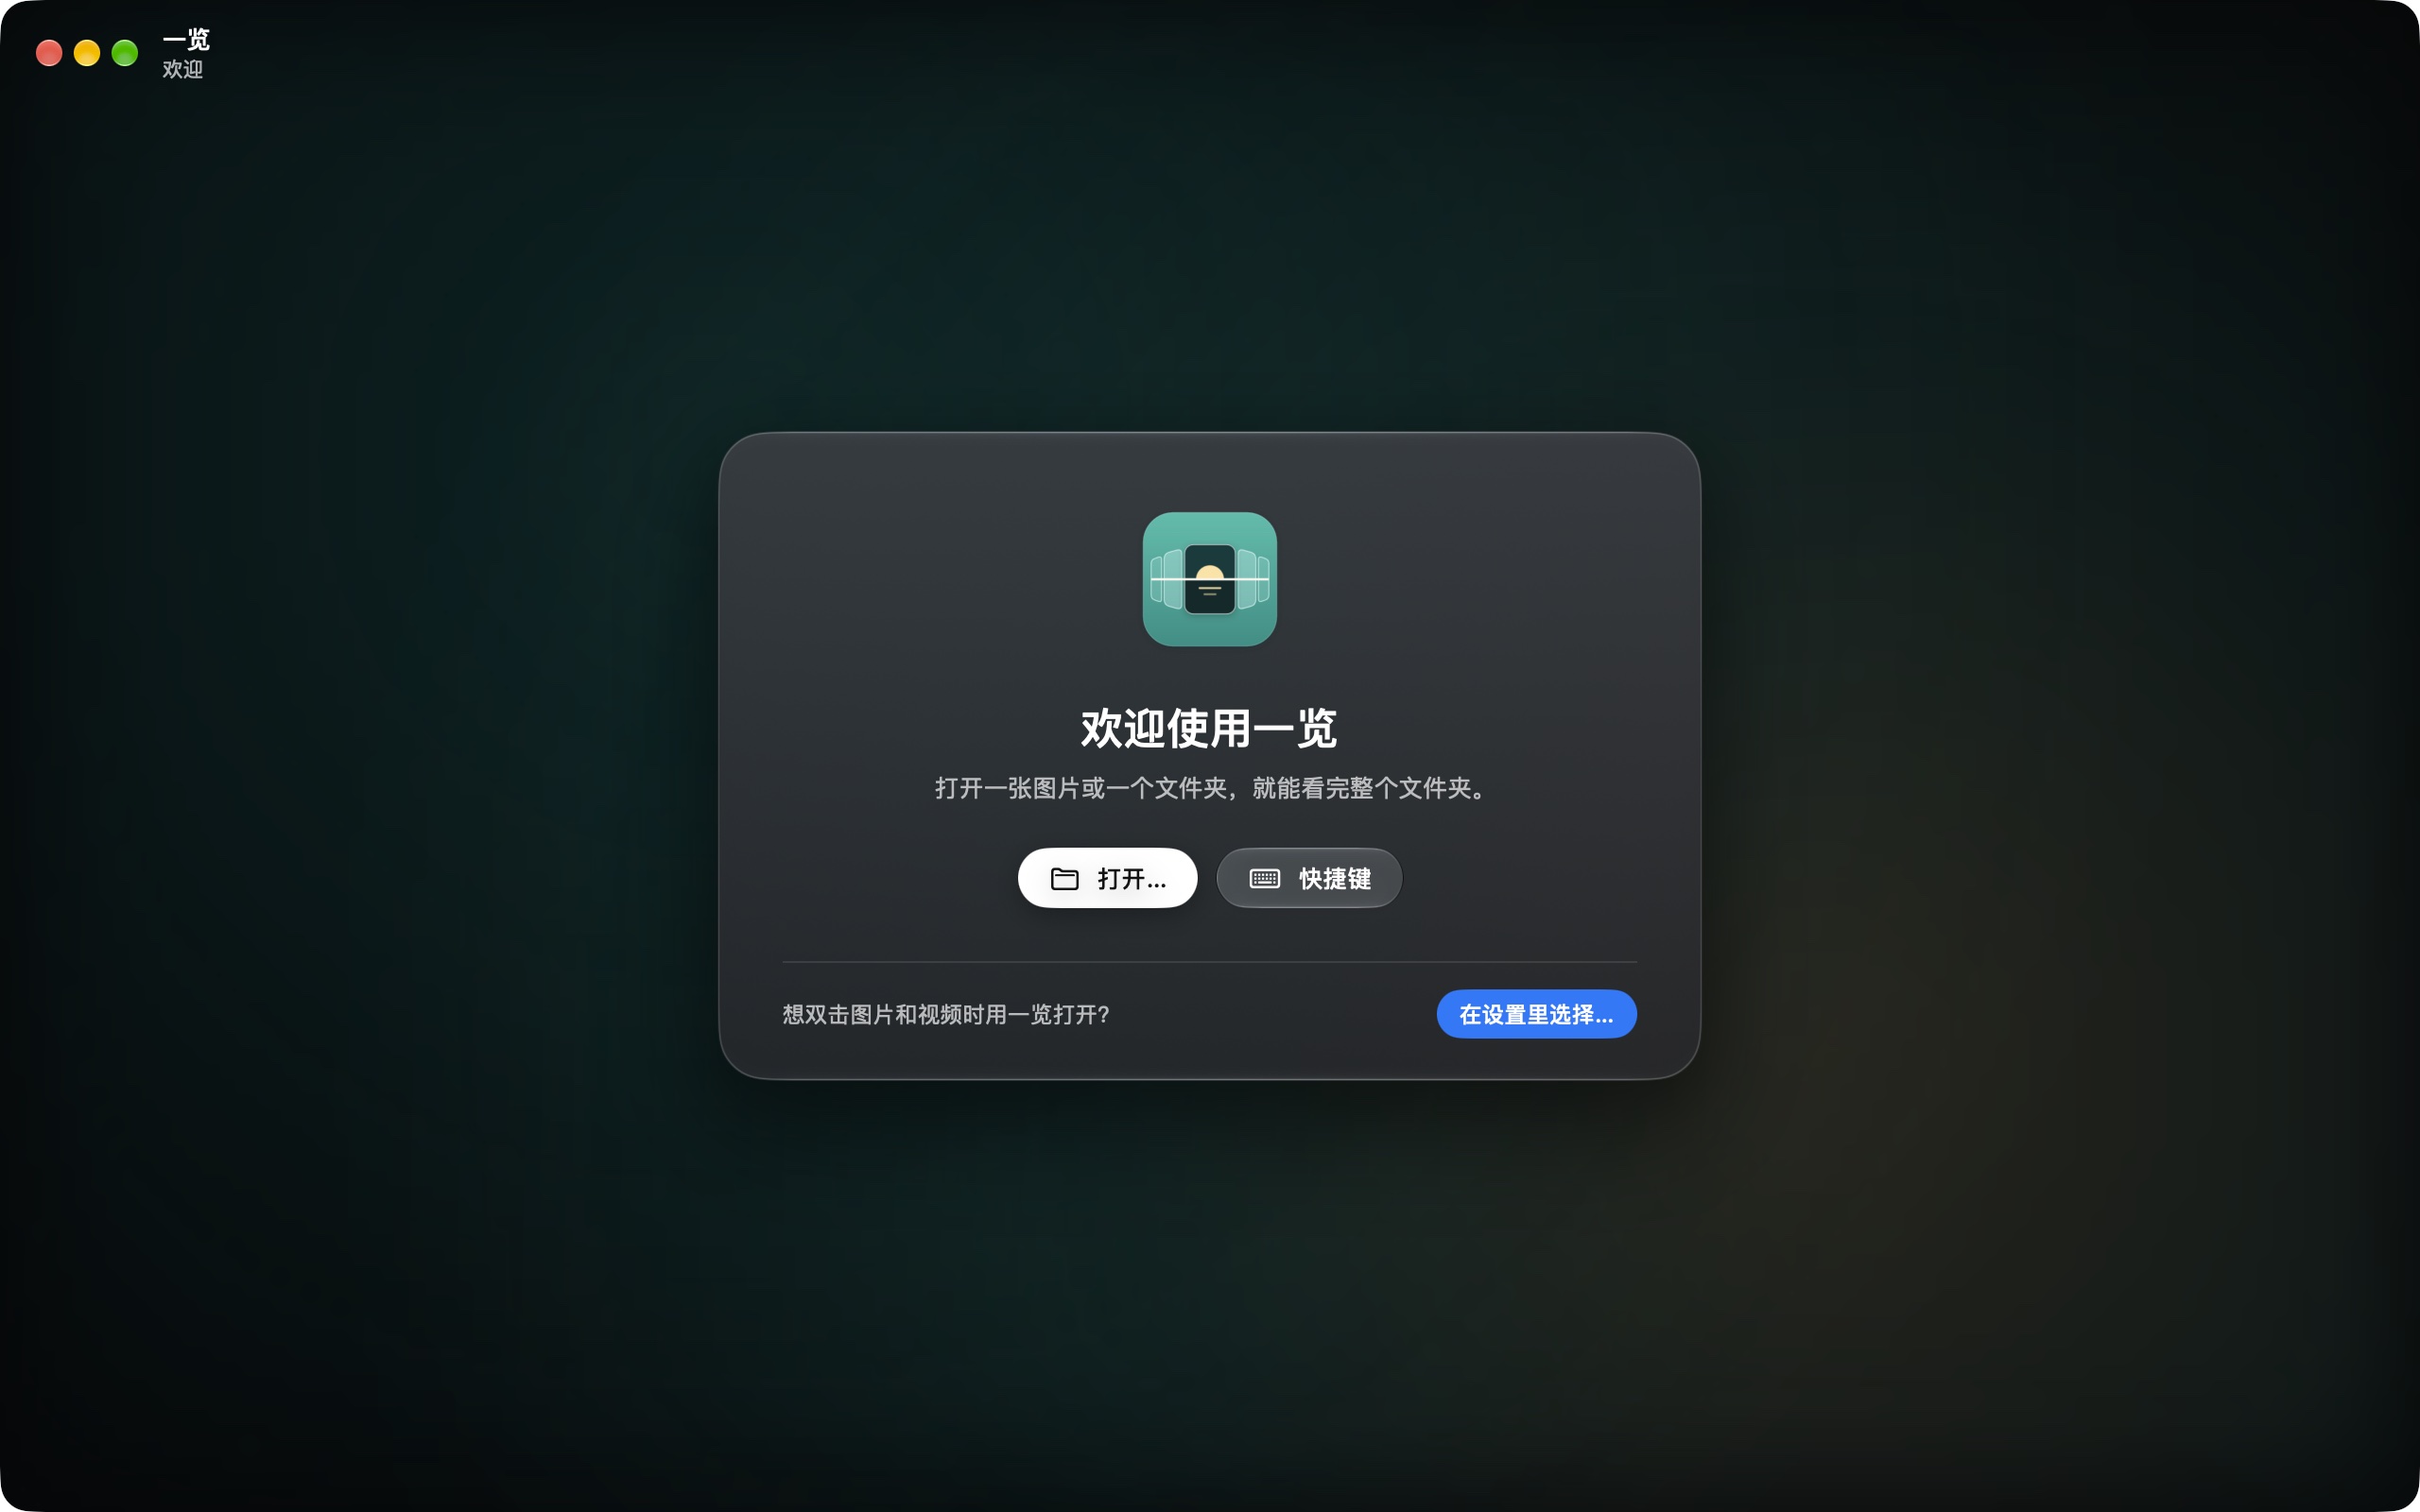 一览
欢迎
欢迎使用一览
打开一张图片或一个文件夹，就能看完整个文件夹。
打开...
快捷键
想双击图片和视频时用一览打开？
在设置里选择...